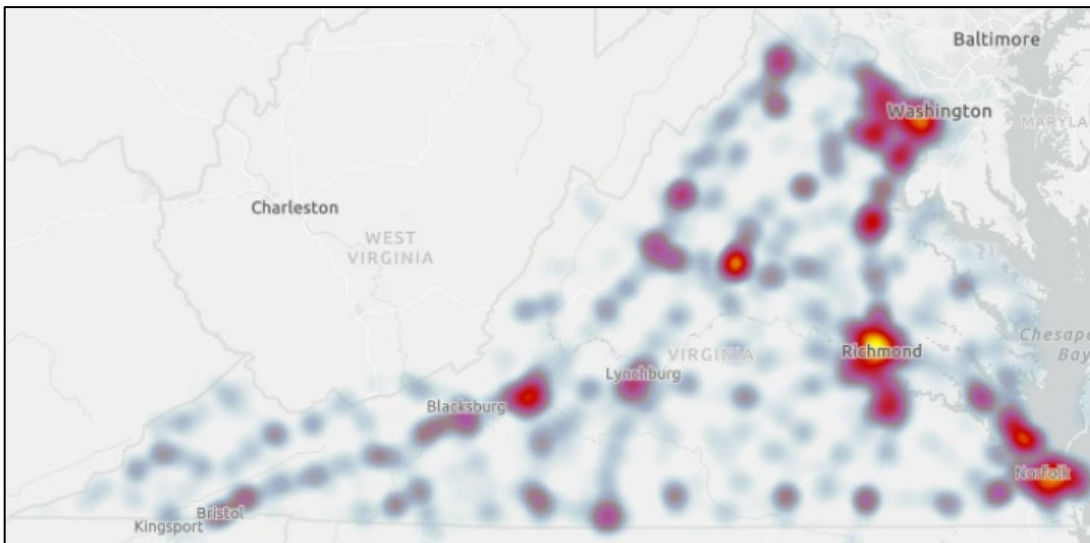 Baltimore
Washington
MARYLA
Charleston
WEST
VIRGINIA
Chesape
Bay
Richmond
VIRGINIA
Lynchburg
Blacksburg
Norfolk
Bristol
Kingsport